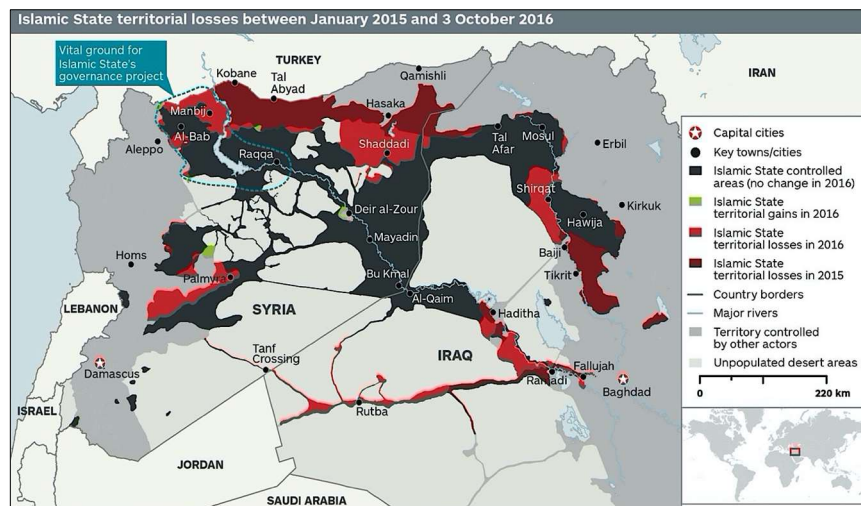 Islamic State territorial losses between January 2015 and 3 October 2016
Vital ground for
Islamic State's
governance project
TURKEY
IRAN
Kobane
Tal
Abyad
Qamishli
Manbij
Hasaka
Al-Bab
Aleppo
Shaddadi
Raqqa
Tal
Afar
Mosul
Erbil
Shirqat
Kirkuk
Hawija
Deir al-Zour
Mayadin
Homs
Palmyra
Bu Kmal
Al-Qaim
Baiji
Tikrit
LEBANON
SYRIA
Haditha
Tanf
Crossing
IRAQ
Damascus
Ramadi
Fallujah
Baghdad
ISRAEL
Rutba
JORDAN
SAUDI ARABIA
Capital cities
Key towns/cities
Islamic State controlled
areas (no change in 2016)
Islamic State
territorial gains in 2016
Islamic State
territorial losses in 2016
Islamic State
territorial losses in 2015
Country borders
Major rivers
Territory controlled
by other actors
Unpopulated desert areas
0
220 km